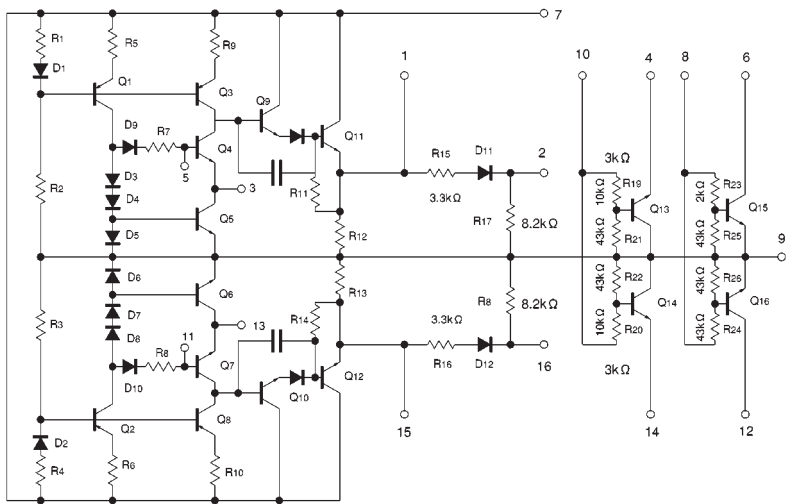 7
R1
R5
R9
D1
Q1
Q3
Q9
1
10
4
8
6
D9
R7
Q4
Q11
5
3
R15
D11
2
3kΩ
D3
R11
3.3kΩ
10kΩ
R19
Q13
2kΩ
R23
Q15
R2
D4
Q5
R12
R17
8.2kΩ
43kΩ
R21
43kΩ
R25
9
D5
D6
Q6
R13
R8
8.2kΩ
43kΩ
R22
Q14
43kΩ
R26
Q16
R3
D7
13
R14
3.3kΩ
10kΩ
R20
43kΩ
R24
D8
11
R8
Q7
Q12
R16
D12
16
3kΩ
D10
Q10
D2
Q2
Q8
15
14
12
R4
R6
R10